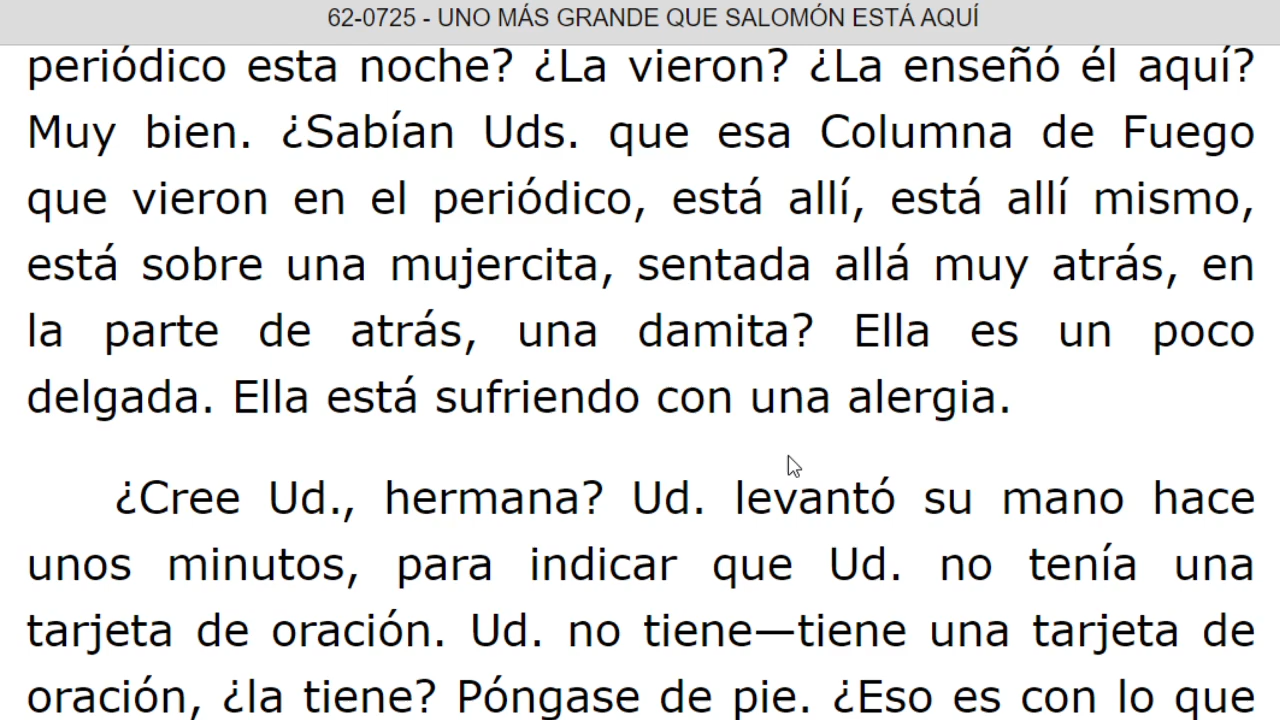 62-0725 - UNO MÁS GRANDE QUE SALOMÓN ESTÁ AQUÍ
periódico esta noche? ¿La vieron? ¿La enseñó él aquí?
Muy bien. ¿Sabían Uds. que esa Columna de Fuego
que vieron en el periódico, está allí, está allí mismo,
está sobre una mujercita, sentada allá muy atrás, en
la parte de atrás, una damita? Ella es un poco
delgada. Ella está sufriendo con una alergia.
¿Cree Ud., hermana? Ud. levantó su mano hace
unos minutos, para indicar que Ud. no tenía una
tarjeta de oración. Ud. no tiene—tiene una tarjeta de
oración, ¿la tiene? Póngase de pie. ¿Eso es con lo que